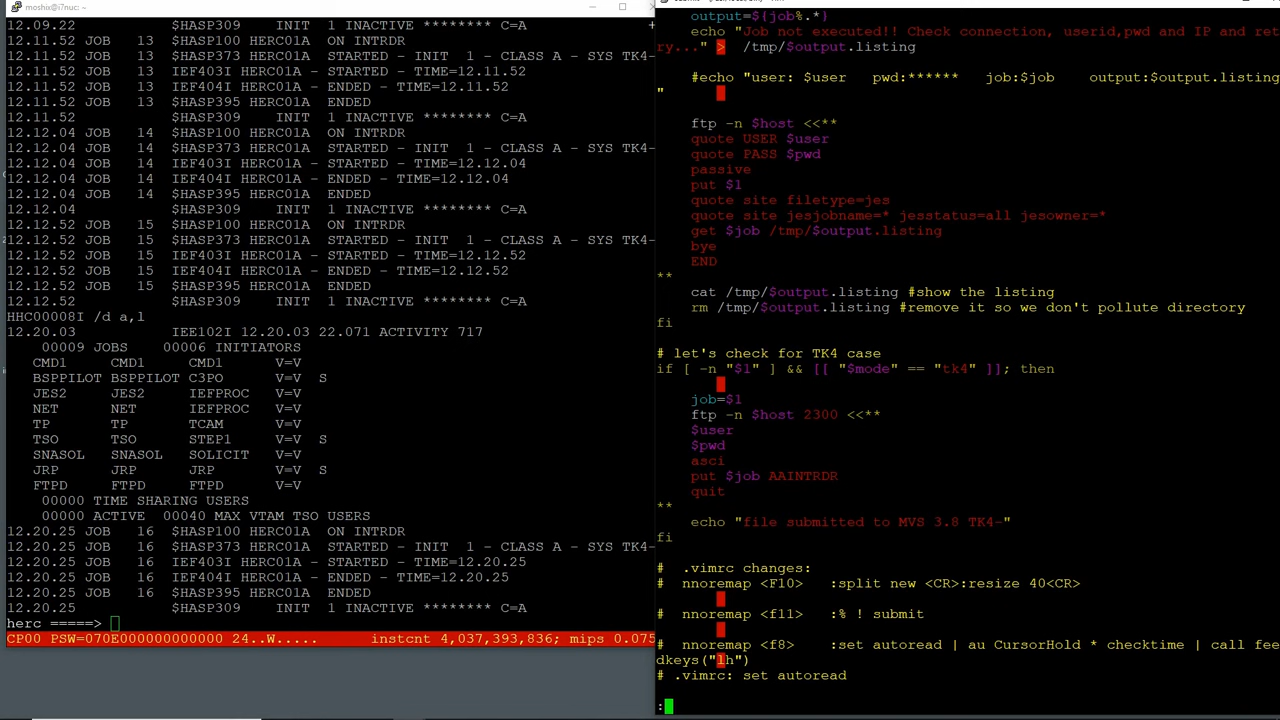 moshix@i7nuc: ~
12.09.22 $HASP309 INIT 1 INACTIVE ******** C=A
12.11.52 JOB 13 $HASP100 HERC01A ON INTRDR
12.11.52 JOB 13 $HASP373 HERC01A STARTED - INIT 1 - CLASS A - SYS TK4-
12.11.52 JOB 13 IEF403I HERC01A - STARTED - TIME=12.11.52
12.11.52 JOB 13 IEF404I HERC01A - ENDED - TIME=12.11.52
12.11.52 JOB 13 $HASP395 HERC01A ENDED
12.11.52 $HASP309 INIT 1 INACTIVE ******** C=A
12.12.04 JOB 14 $HASP100 HERC01A ON INTRDR
12.12.04 JOB 14 $HASP373 HERC01A STARTED - INIT 1 - CLASS A - SYS TK4-
12.12.04 JOB 14 IEF403I HERC01A - STARTED - TIME=12.12.04
12.12.04 JOB 14 IEF404I HERC01A - ENDED - TIME=12.12.04
12.12.04 JOB 14 $HASP395 HERC01A ENDED
12.12.04 $HASP309 INIT 1 INACTIVE ******** C=A
12.12.52 JOB 15 $HASP100 HERC01A ON INTRDR
12.12.52 JOB 15 $HASP373 HERC01A STARTED - INIT 1 - CLASS A - SYS TK4-
12.12.52 JOB 15 IEF403I HERC01A - STARTED - TIME=12.12.52
12.12.52 JOB 15 IEF404I HERC01A - ENDED - TIME=12.12.52
12.12.52 JOB 15 $HASP395 HERC01A ENDED
12.12.52 $HASP309 INIT 1 INACTIVE ******** C=A
HHC00008I /d a,l
12.20.03 IEE102I 12.20.03 22.071 ACTIVITY 717
00009 JOBS 00006 INITIATORS
CMD1 CMD1 CMD1 V=V
BSPPILOT BSPPILOT C3PO V=V S
JES2 JES2 IEFPROC V=V
NET NET IEFPROC V=V
TP TP TCAM V=V
TSO TSO STEP1 V=V S
SNASOL SNASOL SOLICIT V=V
JRP JRP JRP V=V S
FTPD FTPD FTPD V=V
00000 TIME SHARING USERS
00000 ACTIVE 00040 MAX VTAM TSO USERS
12.20.25 JOB 16 $HASP100 HERC01A ON INTRDR
12.20.25 JOB 16 $HASP373 HERC01A STARTED - INIT 1 - CLASS A - SYS TK4-
12.20.25 JOB 16 IEF403I HERC01A - STARTED - TIME=12.20.25
12.20.25 JOB 16 IEF404I HERC01A - ENDED - TIME=12.20.25
12.20.25 JOB 16 $HASP395 HERC01A ENDED
12.20.25 $HASP309 INIT 1 INACTIVE ******** C=A
herc =====>
CP00 PSW=070E000000000000 24..W..... instcnt 4,037,393,836; mips 0.075
output=${job%.*}
echo "Job not executed!! Check connection, userid,pwd and IP and ret
ry..." > /tmp/$output.listing
#echo "user: $user pwd:****** job:$job output:$output.listing
"
ftp -n $host <<**
quote USER $user
quote PASS $pwd
passive
put $1
quote site filetype=jes
quote site jesjobname=* jesstatus=all jesowner=*
get $job /tmp/$output.listing
bye
END
**
cat /tmp/$output.listing #show the listing
rm /tmp/$output.listing #remove it so we don't pollute directory
fi
# let's check for TK4 case
if [ -n "$1" ] && [[ "$mode" == "tk4" ]]; then
job=$1
ftp -n $host 2300 <<**
$user
$pwd
asci
put $job AAINTRDR
quit
**
echo "file submitted to MVS 3.8 TK4-"
fi
# .vimrc changes:
# nnoremap <F10> :split new <CR>:resize 40<CR>
# nnoremap <f11> :% ! submit
# nnoremap <f8> :set autoread | au CursorHold * checktime | call fee
dkeys("lh")
# .vimrc: set autoread
: